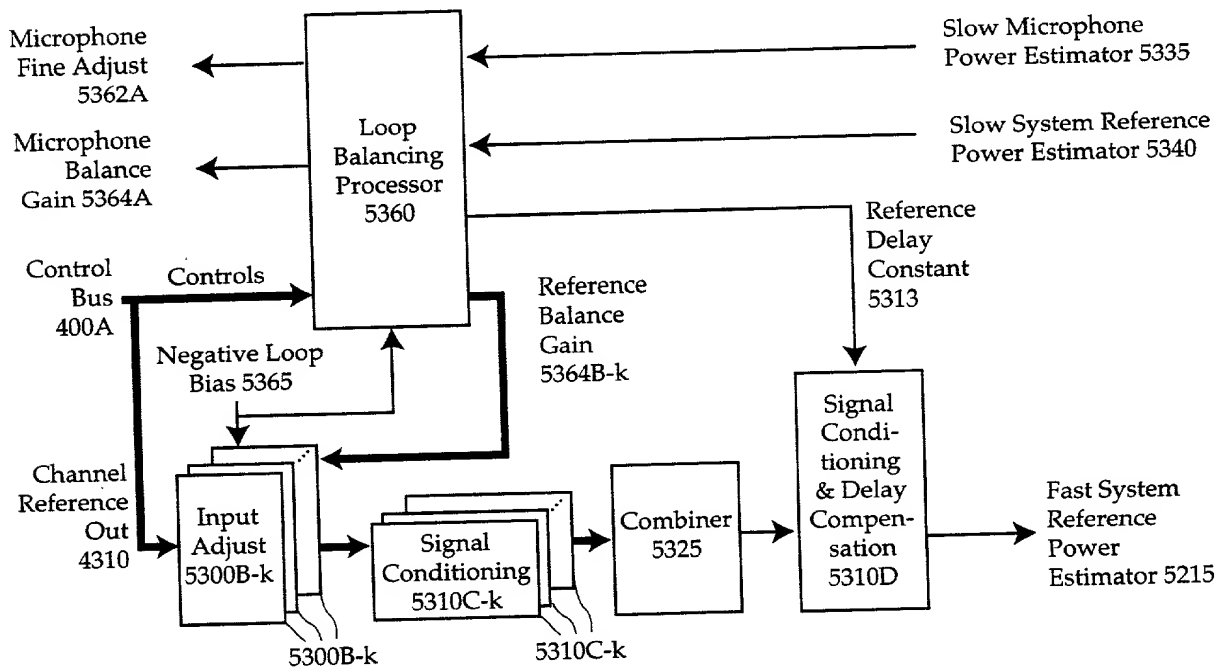 Microphone
Fine Adjust
5362A
Microphone
Balance
Gain 5364A
Control
Bus
400A
Controls
Loop
Balancing
Processor
5360
Slow Microphone
Power Estimator 5335
Slow System Reference
Power Estimator 5340
Reference
Delay
Constant
5313
Reference
Balance
Gain
5364B-k
Negative Loop
Bias 5365
Channel
Reference
Out
4310
Input
Adjust
5300B-k
5300B-k
Signal
Conditioning
5310C-k
5310C-k
Combiner
5325
Signal
Condi-
tioning
& Delay
Compen-
sation
5310D
Fast System
Reference
Power
Estimator 5215